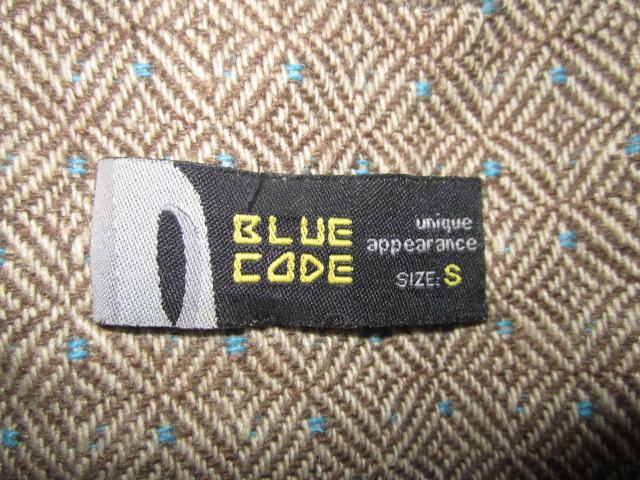 BLUE
CODE
unique
appearance
SIZE: S